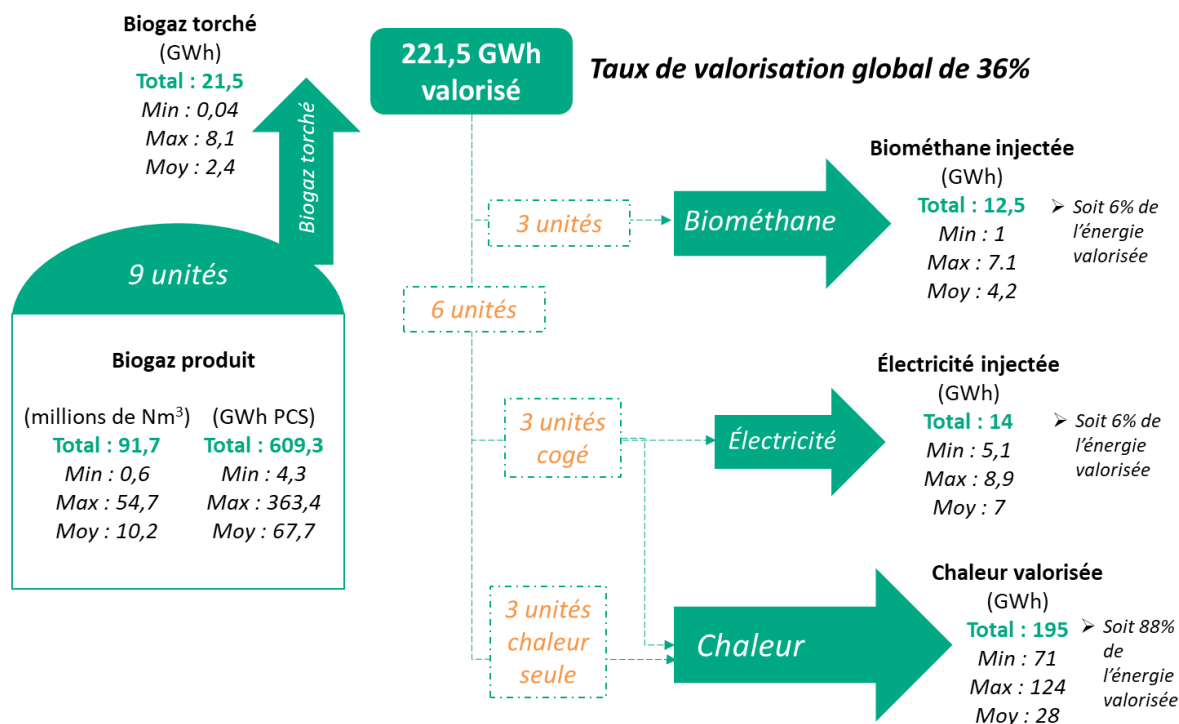 Biogaz torché
(GWh)
Total : 21,5
Min : 0,04
Max : 8,1
Moy : 2,4
Biogaz torché
221,5 GWh
valorisé
Taux de valorisation global de 36%
9 unités
Biogaz produit
(millions de Nm³)
Total : 91,7
Min : 0,6
Max : 54,7
Moy : 10,2
(GWh PCS)
Total : 609,3
Min : 4,3
Max : 363,4
Moy : 67,7
3 unités
6 unités
3 unités
cogé
3 unités
chaleur
seule
Biométhane
Biométhane injectée
(GWh)
Total : 12,5
Min : 1
Max : 7.1
Moy : 4,2
➢ Soit 6% de
l’énergie
valorisée
Électricité
Électricité injectée
(GWh)
Total : 14
Min : 5,1
Max : 8,9
Moy : 7
➢ Soit 6% de
l’énergie
valorisée
Chaleur
Chaleur valorisée
(GWh)
Total : 195
Min : 71
Max : 124
Moy : 28
➢ Soit 88%
de
l’énergie
valorisée